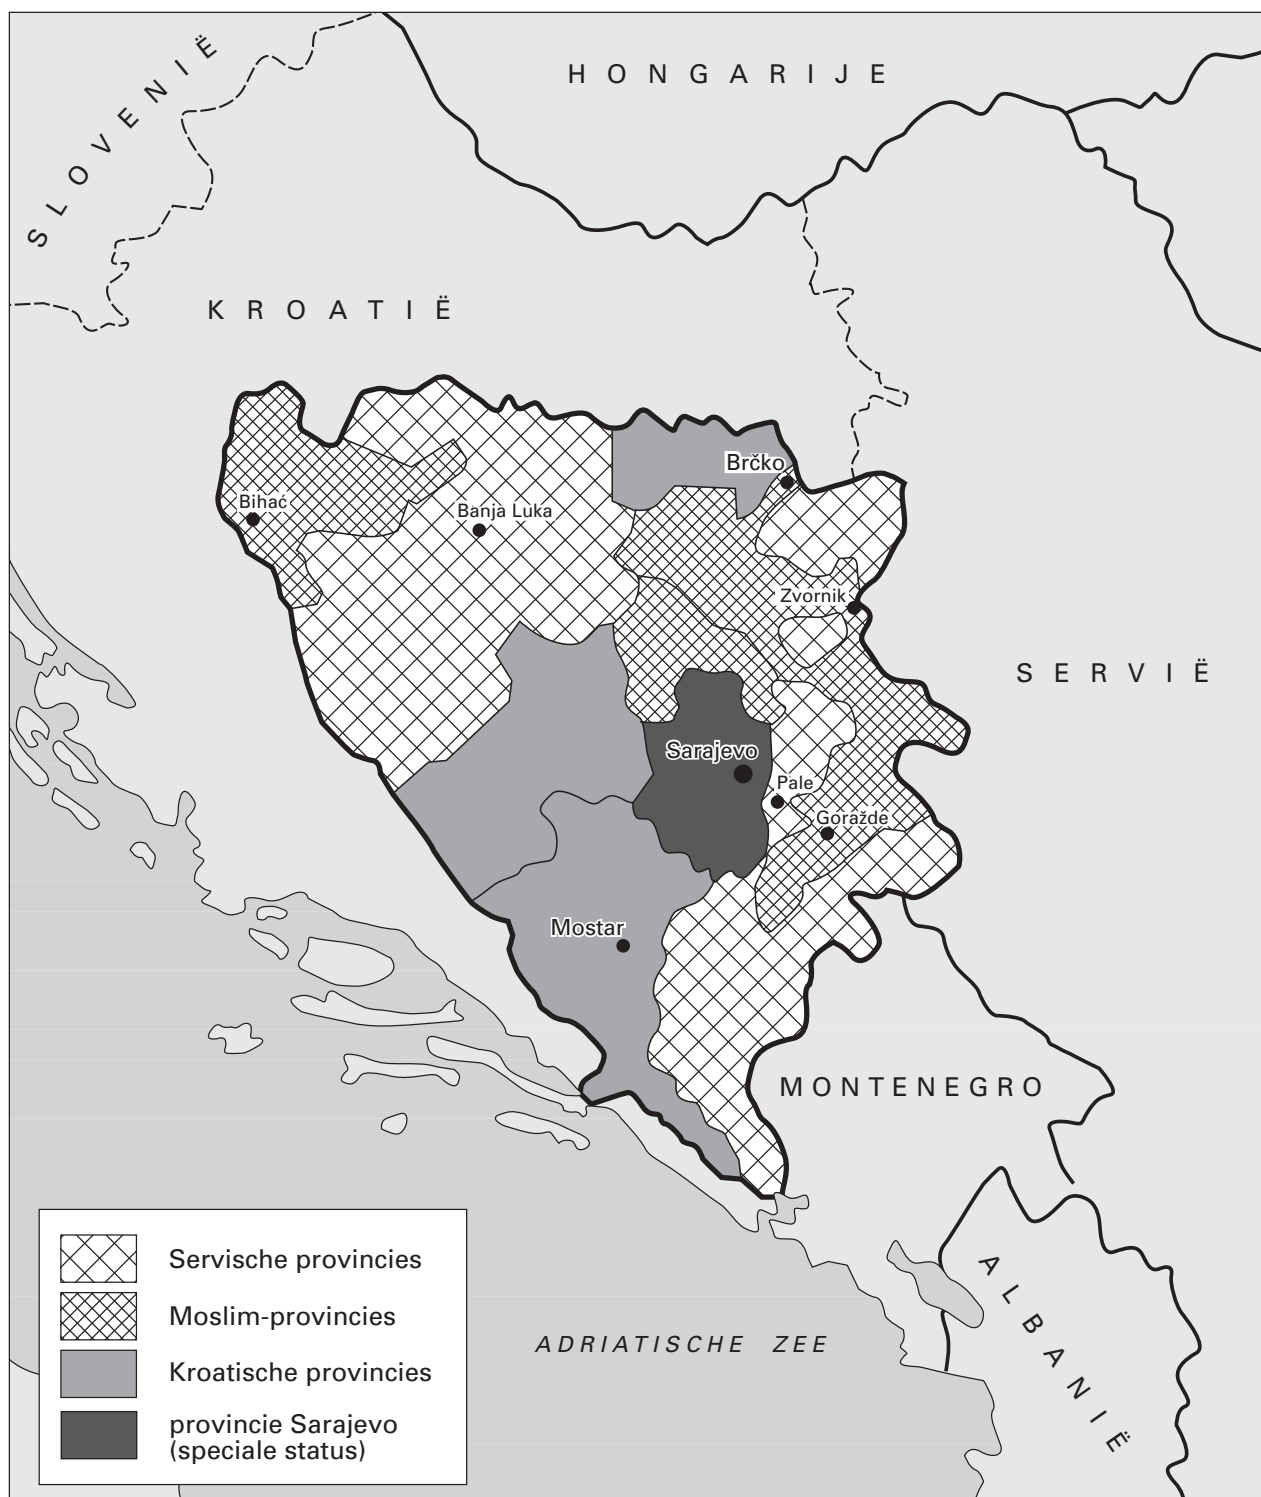 SLOVENIË
HONGARIJE
KROATIË
Brčko
Bihać
Banja Luka
Zvornik
SERVIË
Sarajevo
Pale
Goražde
Mostar
MONTENEGRO
ALBANIË
ADRIATISCHE ZEE
Servische provincies
Moslim-provincies
Kroatische provincies
provincie Sarajevo
(speciale status)